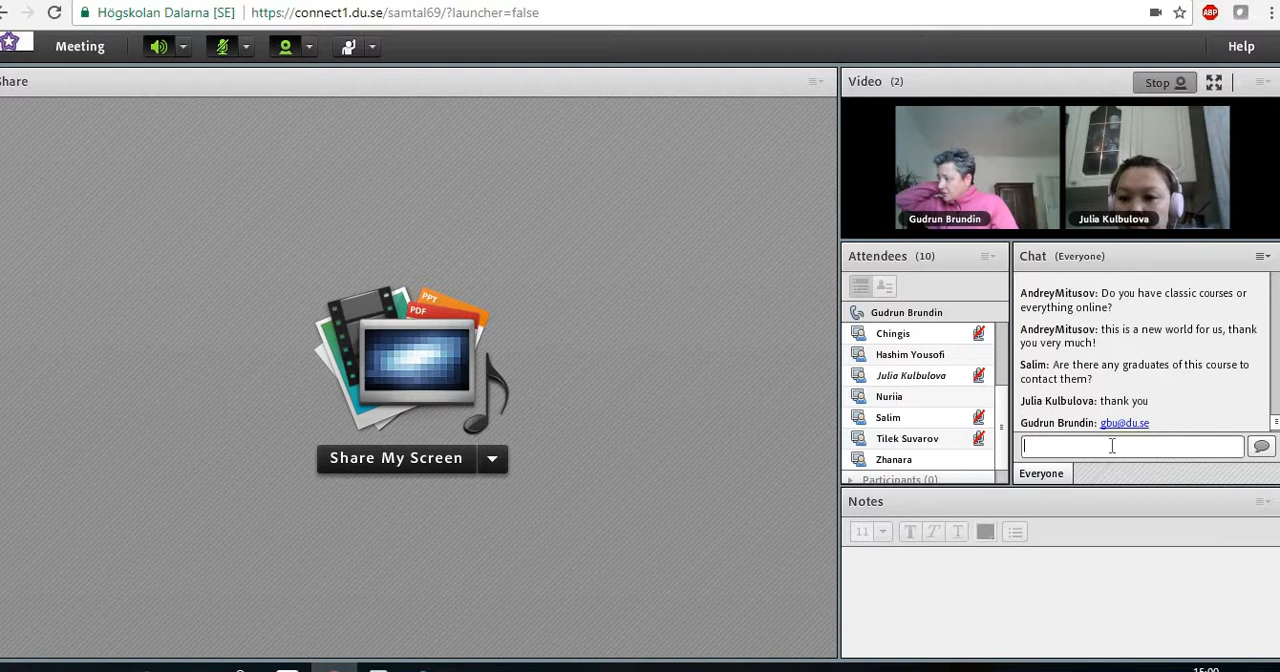 Högskolan Dalarna [SE]
https://connect1.du.se/samtal69/?launcher=false
ABP
Meeting
Help
Share
PPT
PDF
Share My Screen
Video (2)
Stop
Gudrun Brundin
Julia Kulbulova
Attendees (10)
Gudrun Brundin
Chingis
Hashim Yousofi
Julia Kulbulova
Nuriia
Salim
Tilek Suvarov
Zhanara
Participants (0)
Chat (Everyone)
AndreyMitusov: Do you have classic courses or
everything online?
AndreyMitusov: this is a new world for us, thank
you very much!
Salim: Are there any graduates of this course to
contact them?
Julia Kulbulova: thank you
Gudrun Brundin: gbu@du.se
Everyone
Notes
11
T T T
15:00